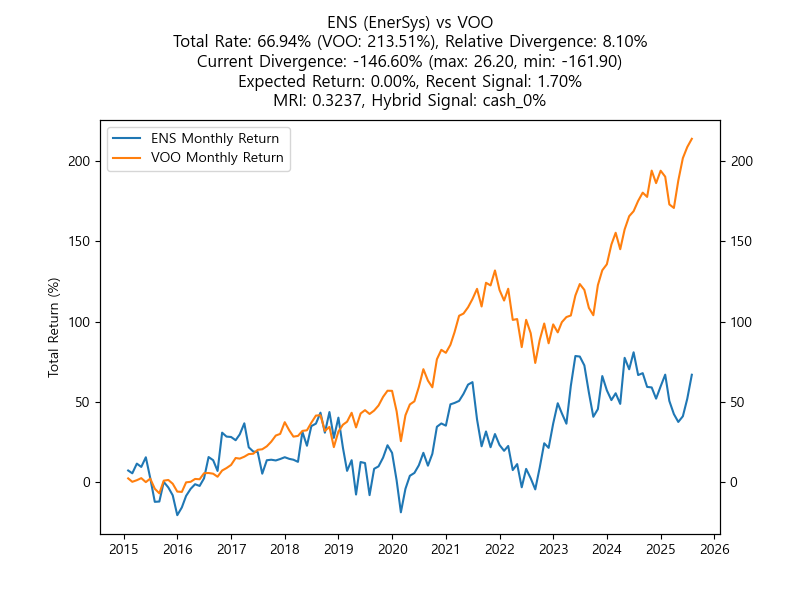 ENS (EnerSys) vs VOO
Total Rate: 66.94% (VOO: 213.51%), Relative Divergence: 8.10%
Current Divergence: -146.60% (max: 26.20, min: -161.90)
Expected Return: 0.00%, Recent Signal: 1.70%
MRI: 0.3237, Hybrid Signal: cash_0%
ENS Monthly Return
VOO Monthly Return
Total Return (%)
200
150
100
50
0
200
150
100
50
0
2015 2016 2017 2018 2019 2020 2021 2022 2023 2024 2025 2026